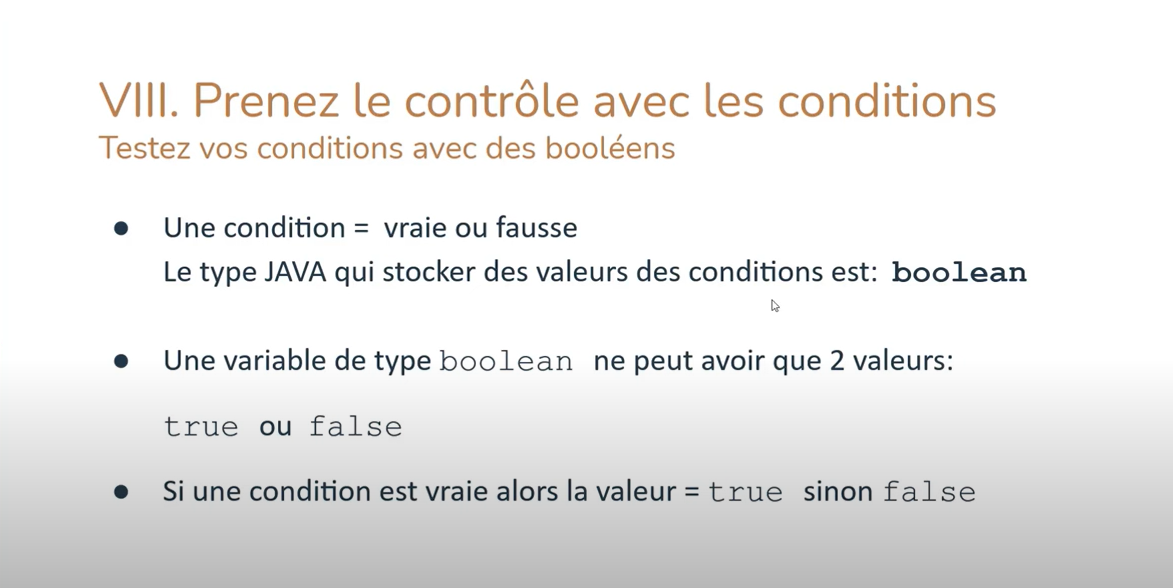 VIII. Prenez le contrôle avec les conditions
Testez vos conditions avec des booléens
● Une condition = vraie ou fausse
Le type JAVA qui stocker des valeurs des conditions est: boolean
● Une variable de type boolean ne peut avoir que 2 valeurs:
true ou false
● Si une condition est vraie alors la valeur = true sinon false